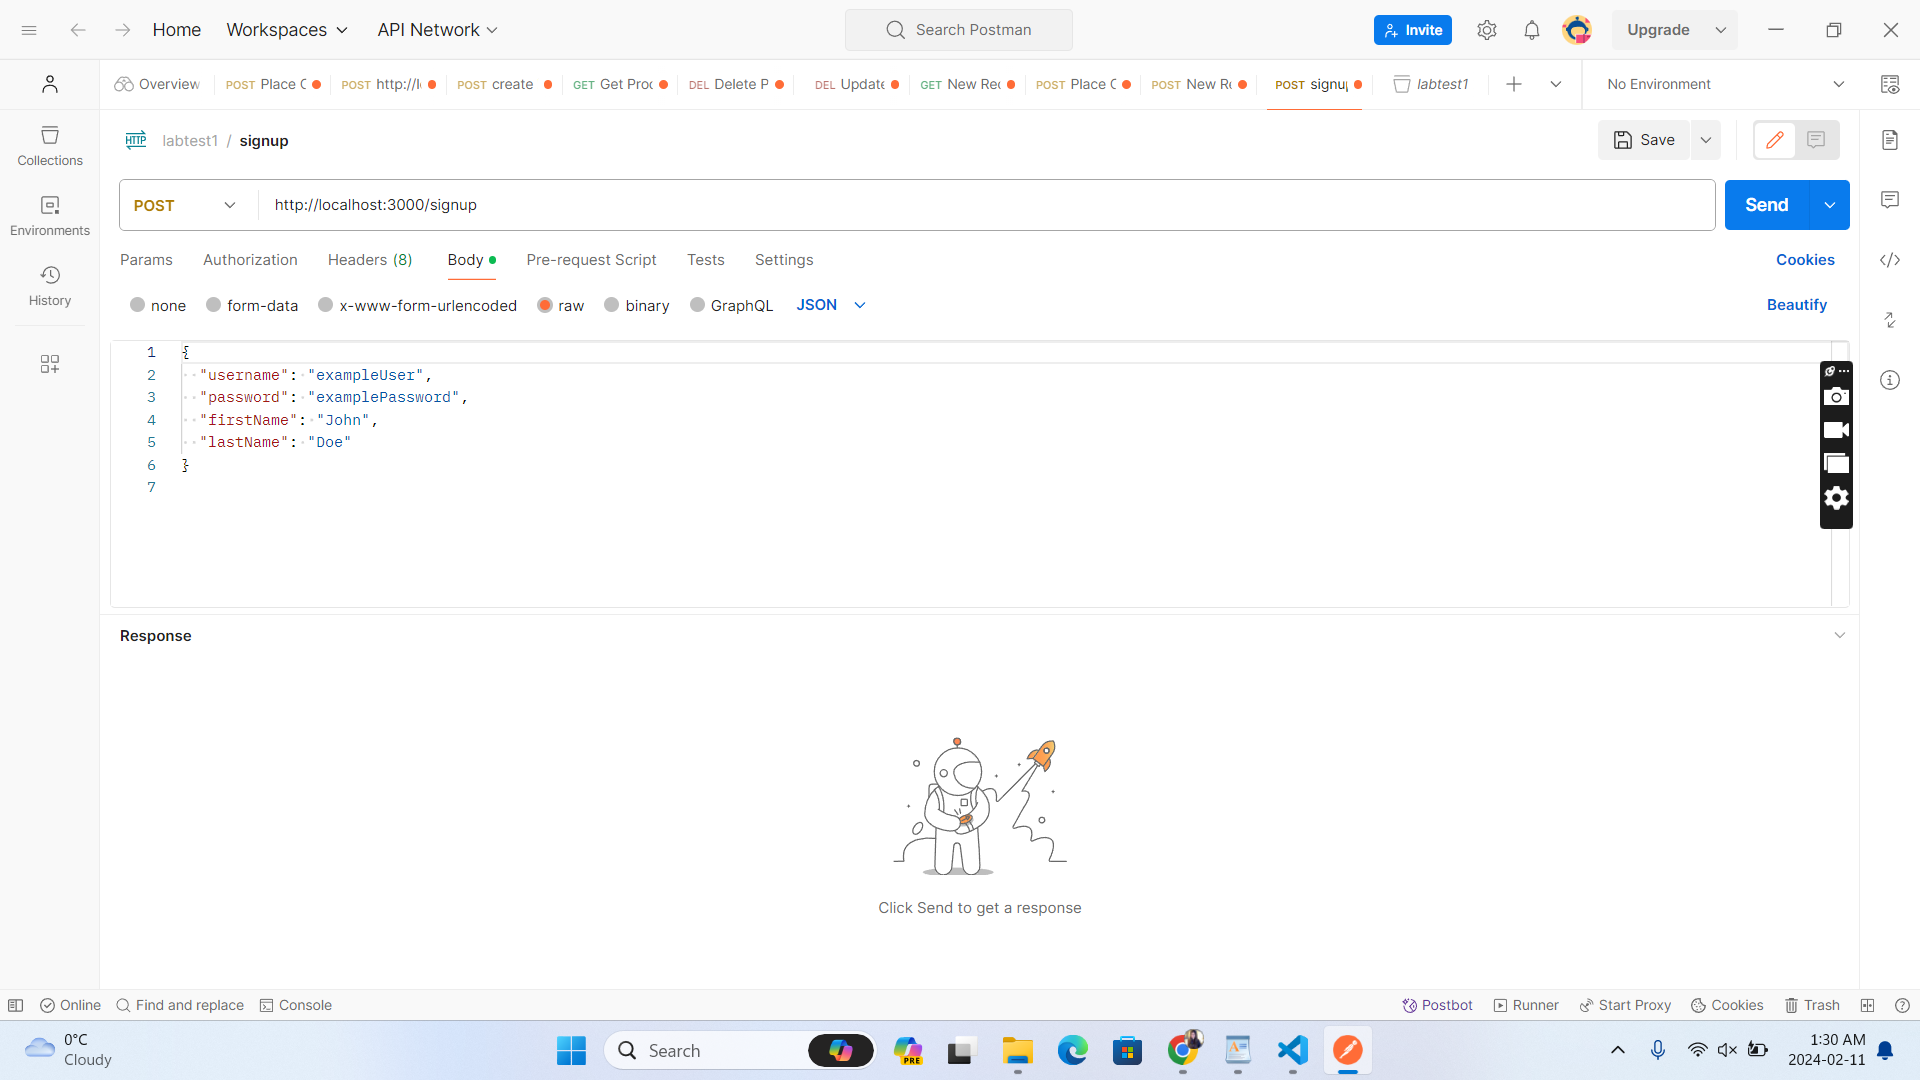 Home Workspaces API Network Search Postman Invite Upgrade
Overview POST Place C POST http://l POST create GET Get Proc DEL Delete P DEL Update GET New Rec POST Place C POST New Re POST signup labtest1 No Environment
HTTP labtest1 / signup Save
Collections
Environments
History
POST http://localhost:3000/signup Send
Params Authorization Headers (8) Body Pre-request Script Tests Settings Cookies
none form-data x-www-form-urlencoded raw binary GraphQL JSON Beautify
1 {
2 "username": "exampleUser",
3 "password": "examplePassword",
4 "firstName": "John",
5 "lastName": "Doe"
6 }
7
Response
Click Send to get a response
Online Find and replace Console Postbot Runner Start Proxy Cookies Trash
0°C
Cloudy
Search
PRE
1:30 AM
2024-02-11